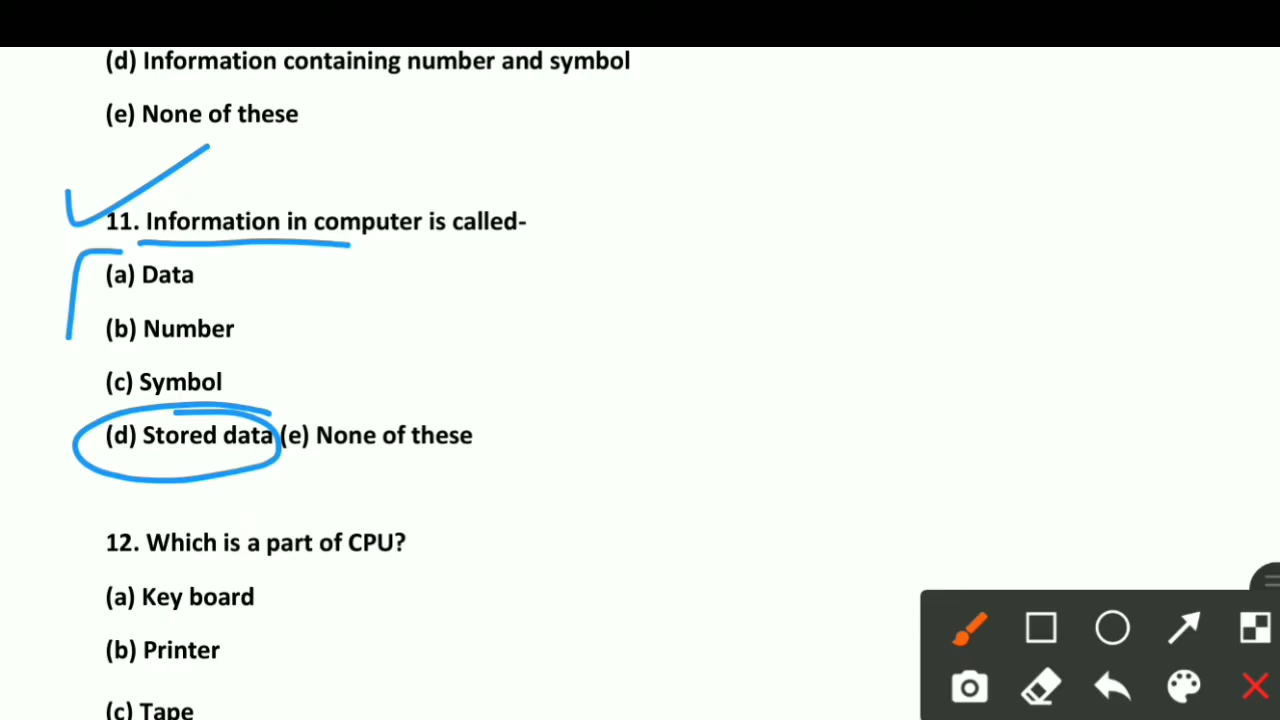 (d) Information containing number and symbol
(e) None of these
11. Information in computer is called-
(a) Data
(b) Number
(c) Symbol
(d) Stored data (e) None of these
12. Which is a part of CPU?
(a) Key board
(b) Printer
(c) Tape